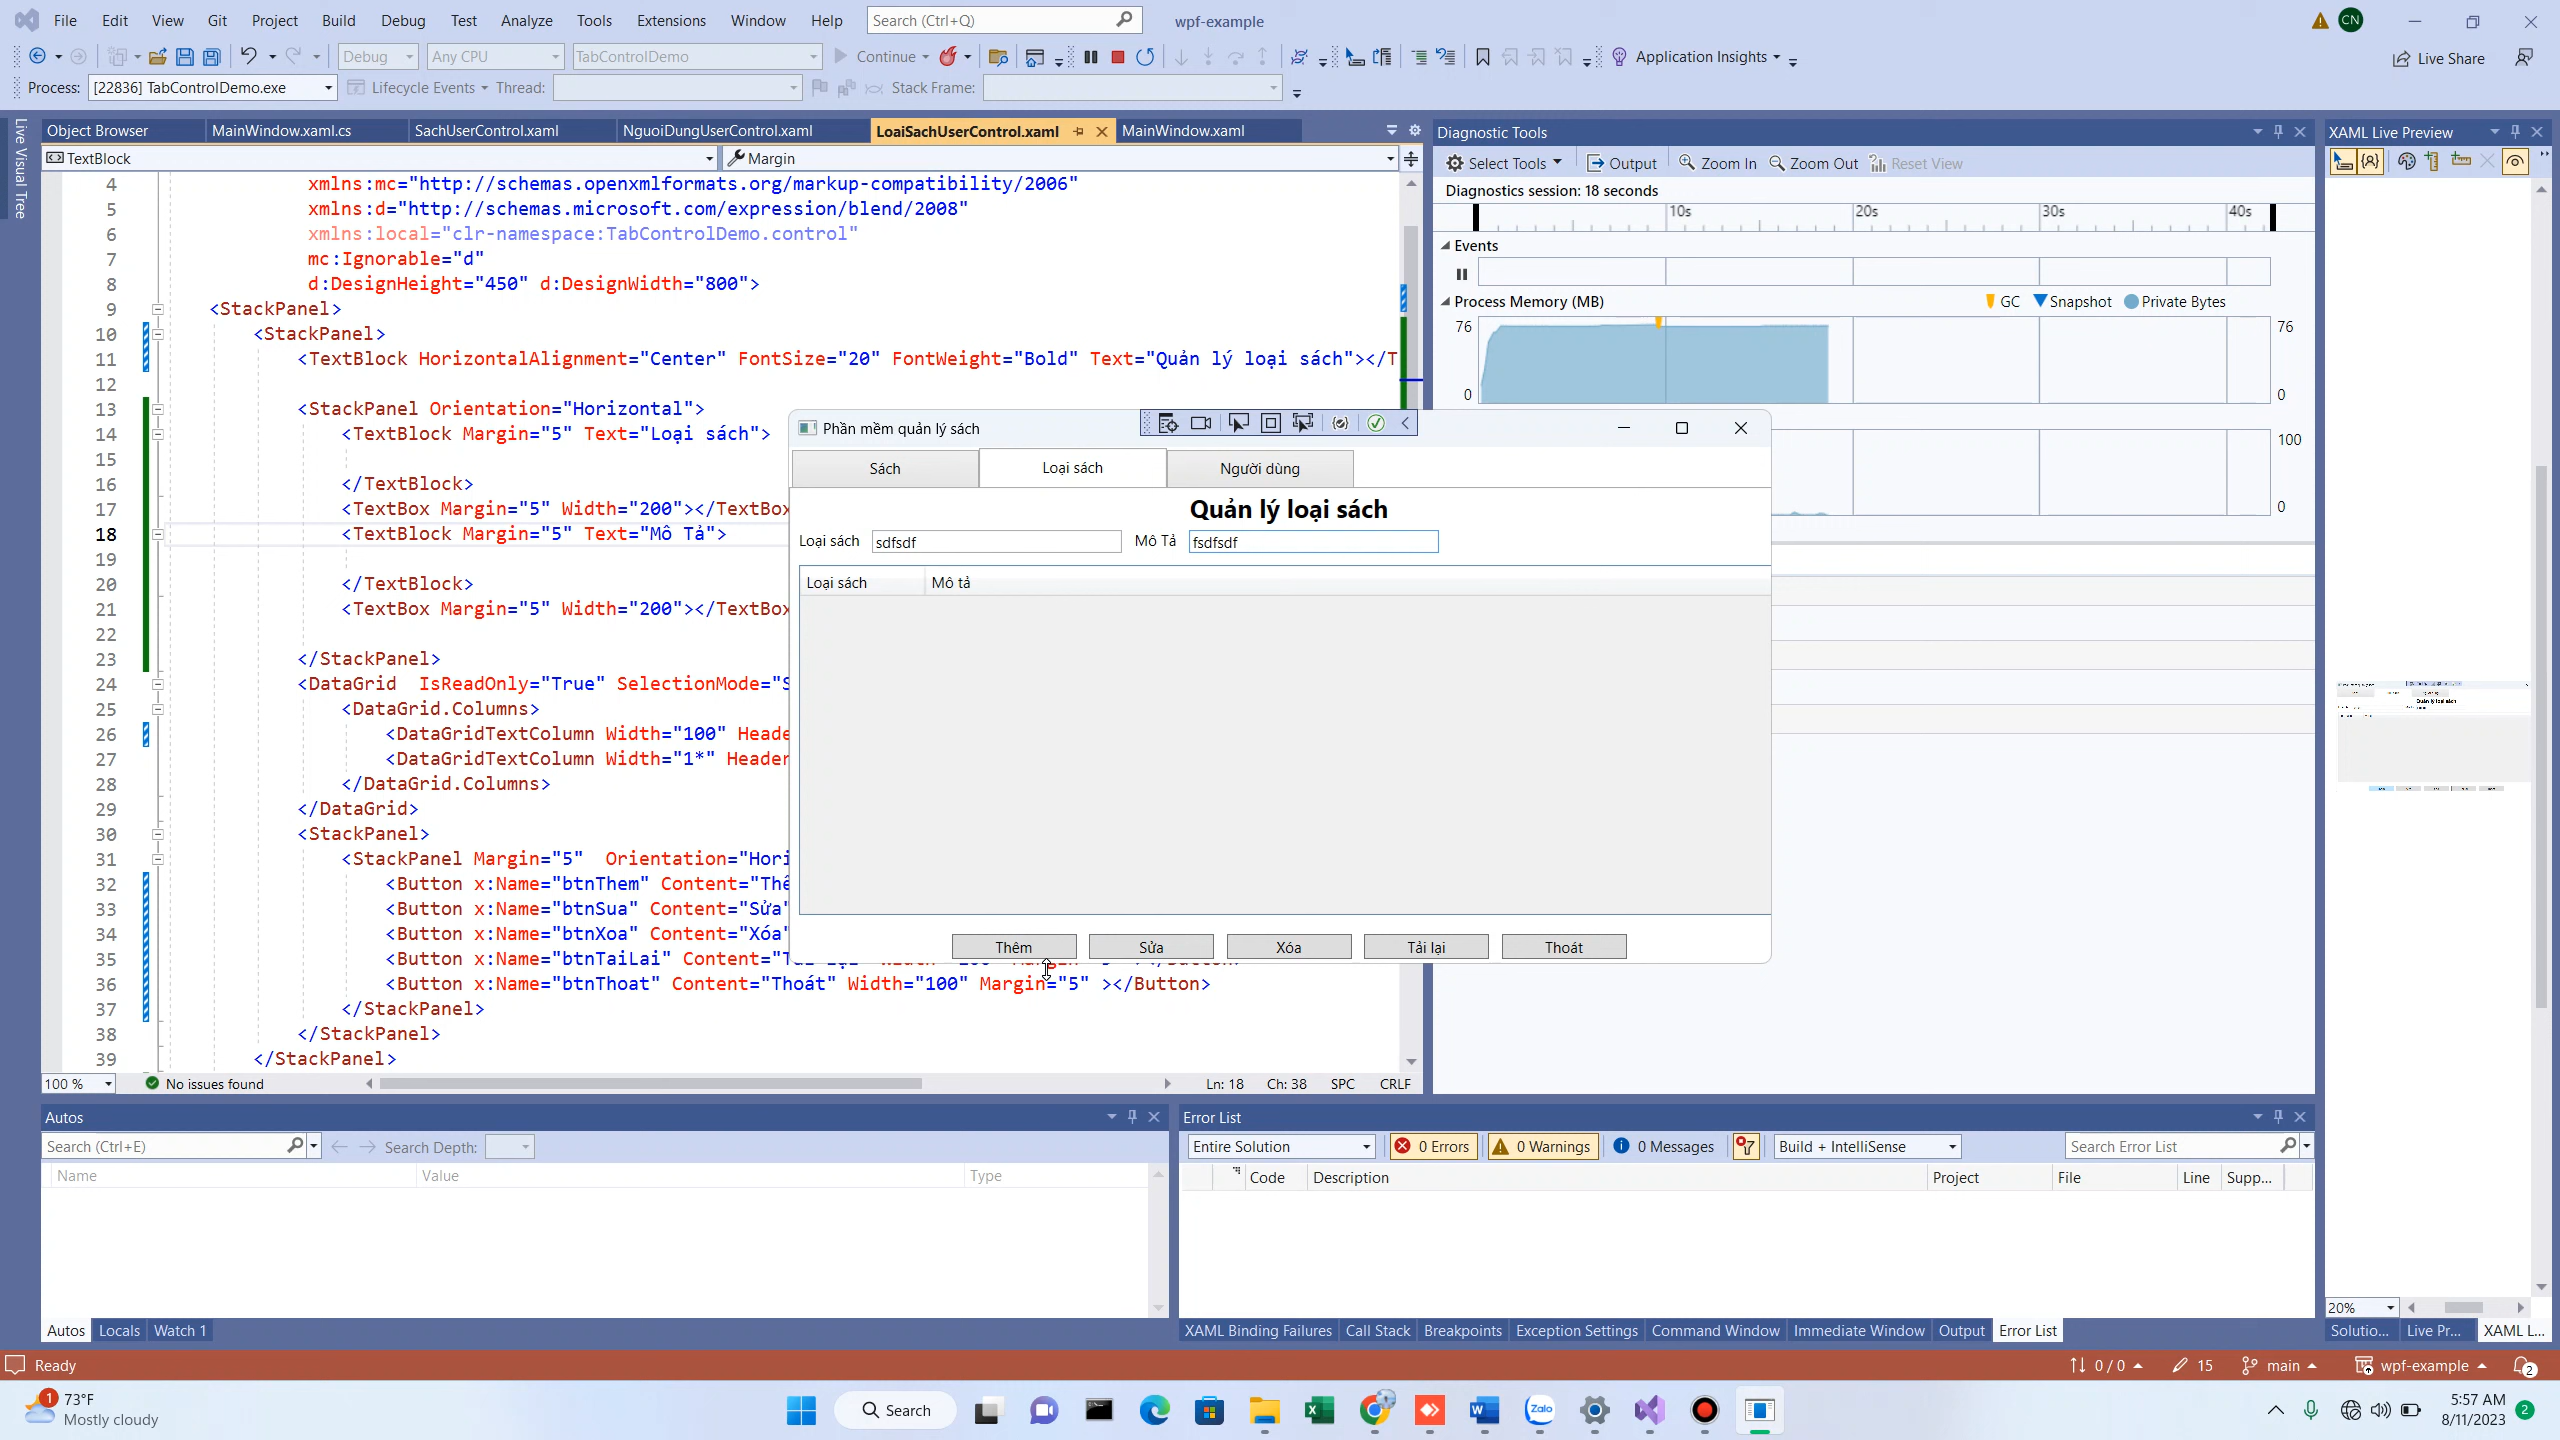 File Edit View Git Project Build Debug Test Analyze Tools Extensions Window Help Search (Ctrl+Q) wpf-example CN
Debug Any CPU TabControlDemo Continue Application Insights Live Share
Process: [22836] TabControlDemo.exe Lifecycle Events Thread: Stack Frame:
Live Visual Tree
Object Browser MainWindow.xaml.cs SachUserControl.xaml NguoiDungUserControl.xaml LoaiSachUserControl.xaml MainWindow.xaml
TextBlock Margin
4 xmlns:mc="http://schemas.openxmlformats.org/markup-compatibility/2006"
5 xmlns:d="http://schemas.microsoft.com/expression/blend/2008"
6 xmlns:local="clr-namespace:TabControlDemo.control"
7 mc:Ignorable="d"
8 d:DesignHeight="450" d:DesignWidth="800">
9 <StackPanel>
10 <StackPanel>
11 <TextBlock HorizontalAlignment="Center" FontSize="20" FontWeight="Bold" Text="Quản lý loại sách"></T
12
13 <StackPanel Orientation="Horizontal">
14 <TextBlock Margin="5" Text="Loại sách">
15
16 </TextBlock>
17 <TextBox Margin="5" Width="200"></TextBox
18 <TextBlock Margin="5" Text="Mô Tả">
19
20 </TextBlock>
21 <TextBox Margin="5" Width="200"></TextBox
22
23 </StackPanel>
24 <DataGrid IsReadOnly="True" SelectionMode="S
25 <DataGrid.Columns>
26 <DataGridTextColumn Width="100" Heade
27 <DataGridTextColumn Width="1*" Header
28 </DataGrid.Columns>
29 </DataGrid>
30 <StackPanel>
31 <StackPanel Margin="5" Orientation="Hori
32 <Button x:Name="btnThem" Content="Thê
33 <Button x:Name="btnSua" Content="Sửa"
34 <Button x:Name="btnXoa" Content="Xóa"
35 <Button x:Name="btnTaiLai" Content="
36 <Button x:Name="btnThoat" Content="Thoát" Width="100" Margin="5" ></Button>
37 </StackPanel>
38 </StackPanel>
39 </StackPanel>
100 % No issues found Ln: 18 Ch: 38 SPC CRLF
Phần mềm quản lý sách
Sách Loại sách Người dùng
Quản lý loại sách
Loại sách sdfsdf Mô Tả fsdfsdf
Loại sách Mô tả
Thêm Sửa Xóa Tải lại Thoát
Diagnostic Tools
Select Tools Output Zoom In Zoom Out Reset View
Diagnostics session: 18 seconds
10s 20s 30s 40s
Events
Process Memory (MB) GC Snapshot Private Bytes
76 76
0 0
100
0
XAML Live Preview
20%
Solutio... Live Pr... XAML L...
Autos
Search (Ctrl+E) Search Depth:
Name Value Type
Autos Locals Watch 1
Error List
Entire Solution 0 Errors 0 Warnings 0 Messages Build + IntelliSense Search Error List
Code Description Project File Line Supp...
XAML Binding Failures Call Stack Breakpoints Exception Settings Command Window Immediate Window Output Error List
Ready 0 / 0 15 main wpf-example 2
1 73°F
Mostly cloudy
Search Zalo
5:57 AM
8/11/2023 2